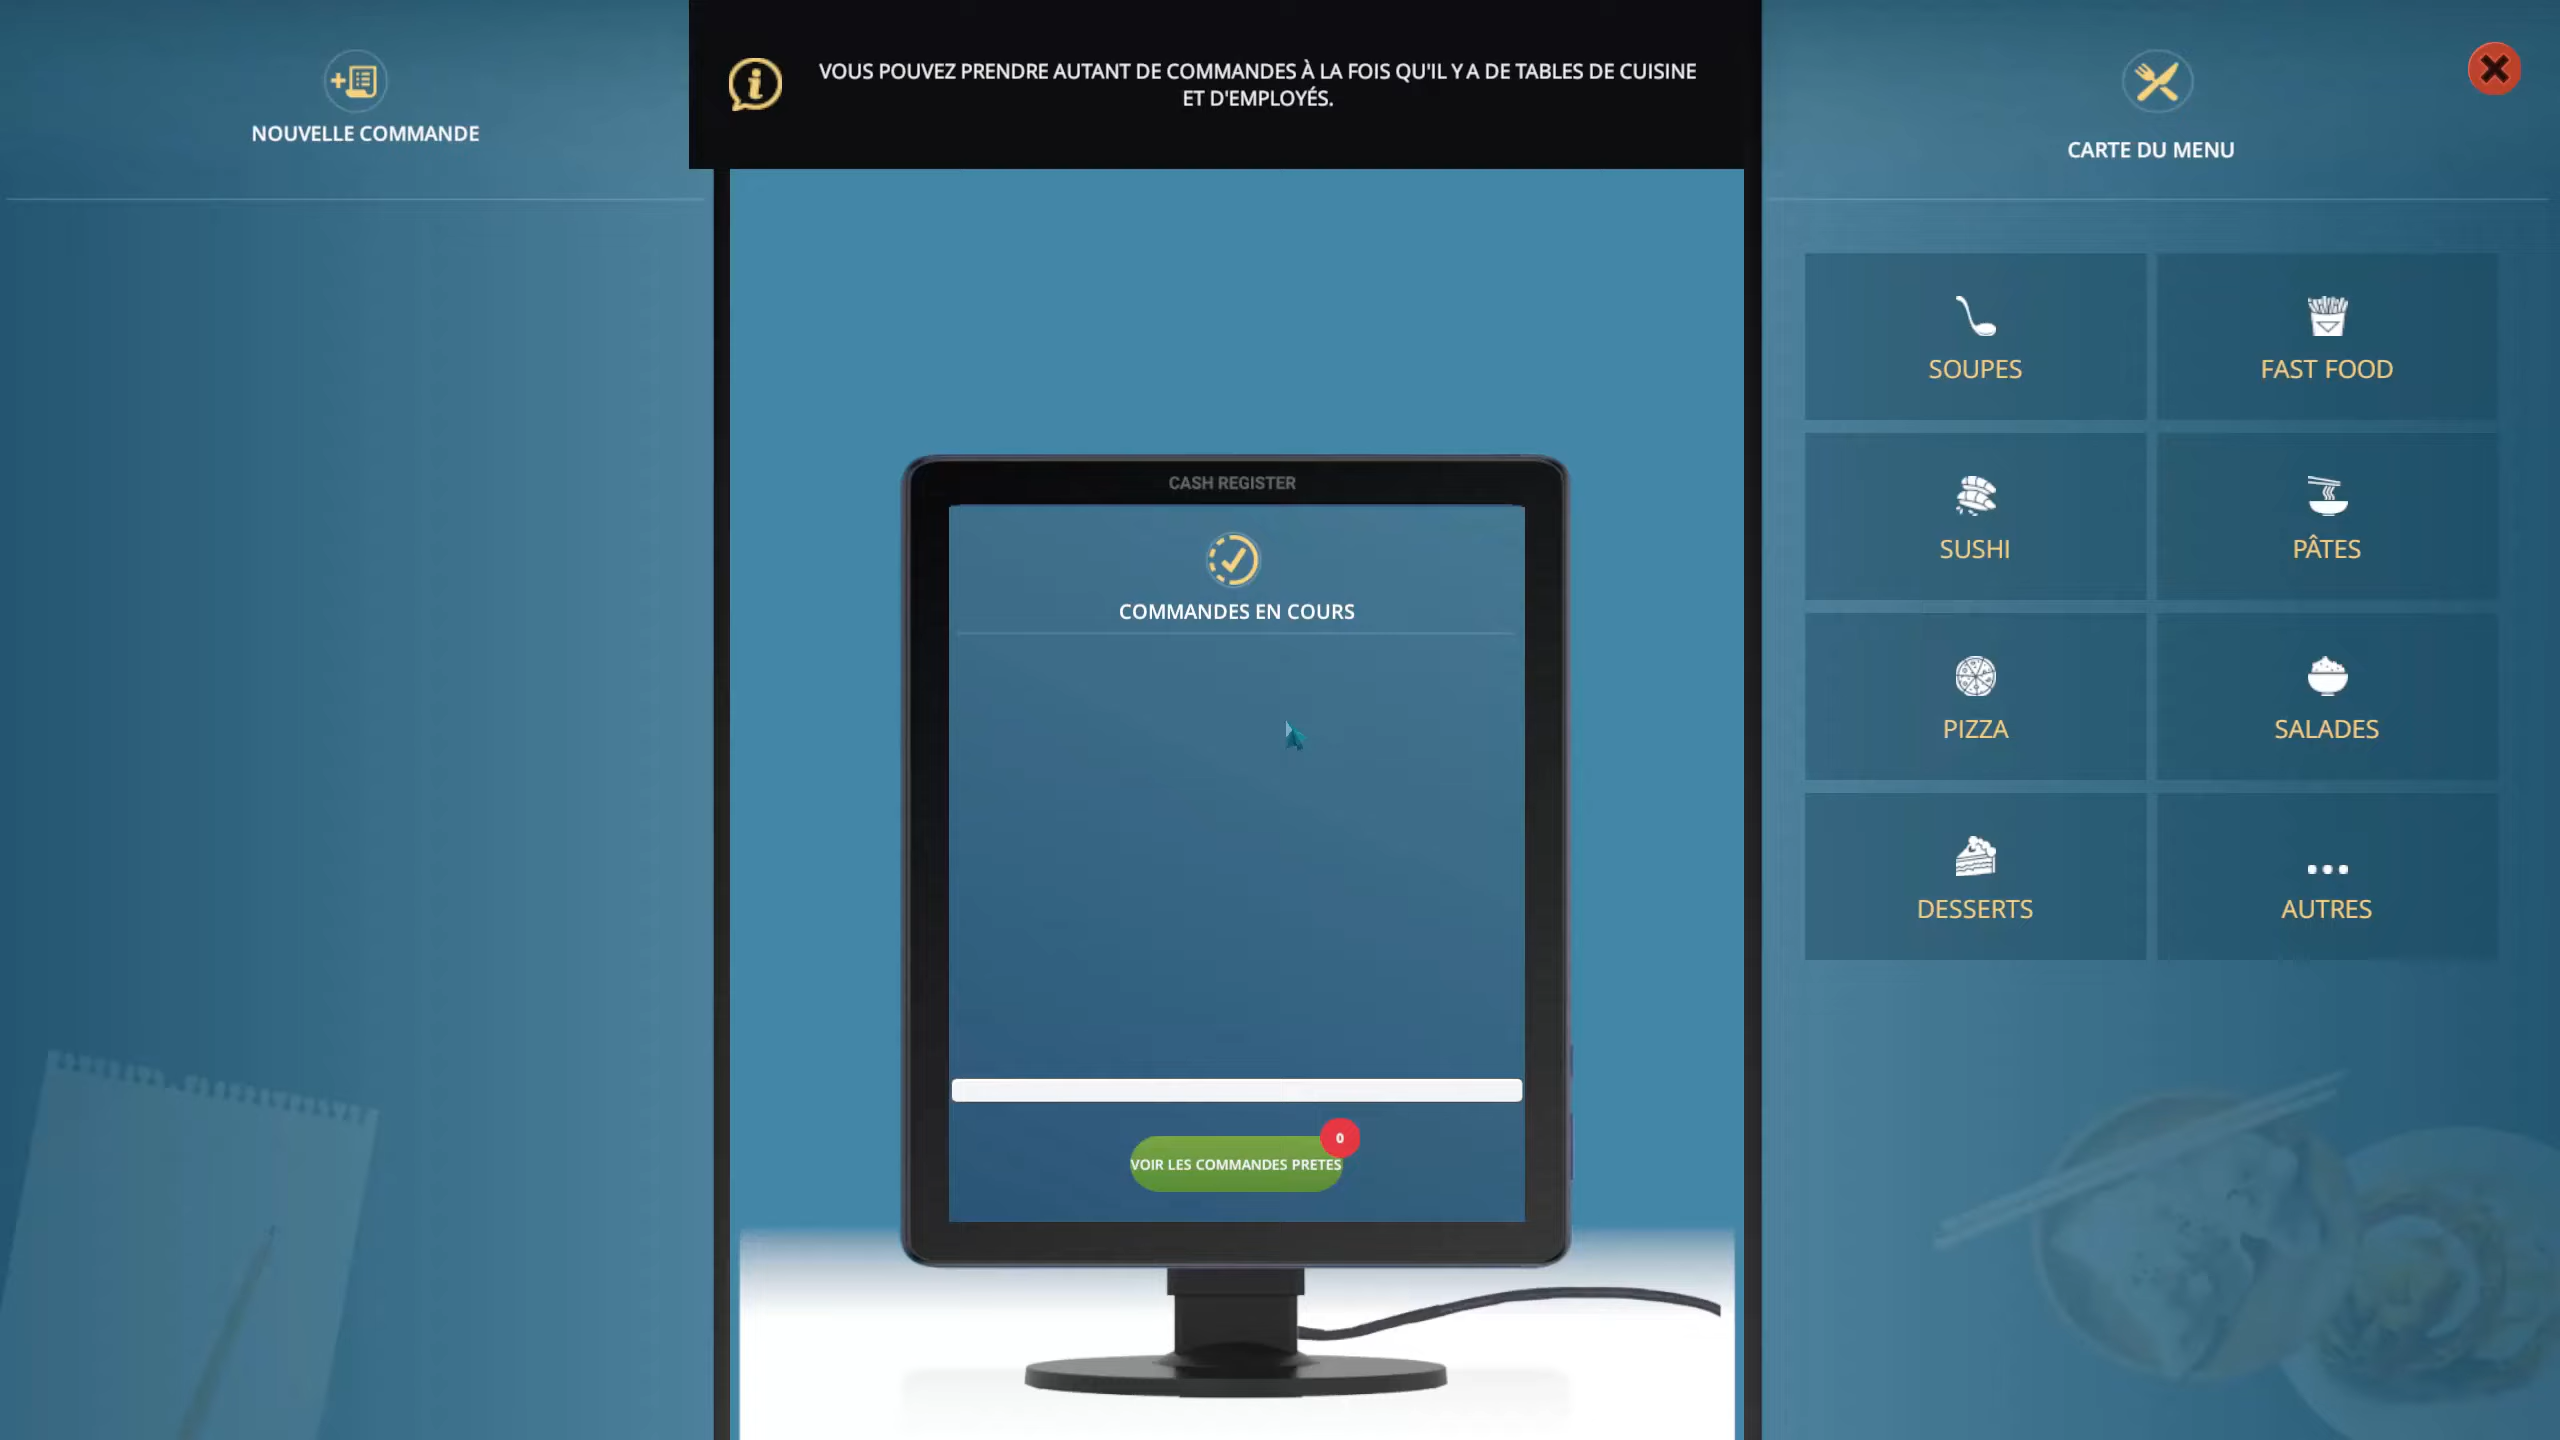 NOUVELLE COMMANDE
VOUS POUVEZ PRENDRE AUTANT DE COMMANDES À LA FOIS QU'IL Y A DE TABLES DE CUISINE
ET D'EMPLOYÉS.
CARTE DU MENU
SOUPES
FAST FOOD
SUSHI
PÂTES
PIZZA
SALADES
DESSERTS
AUTRES
CASH REGISTER
COMMANDES EN COURS
0
VOIR LES COMMANDES PRETES